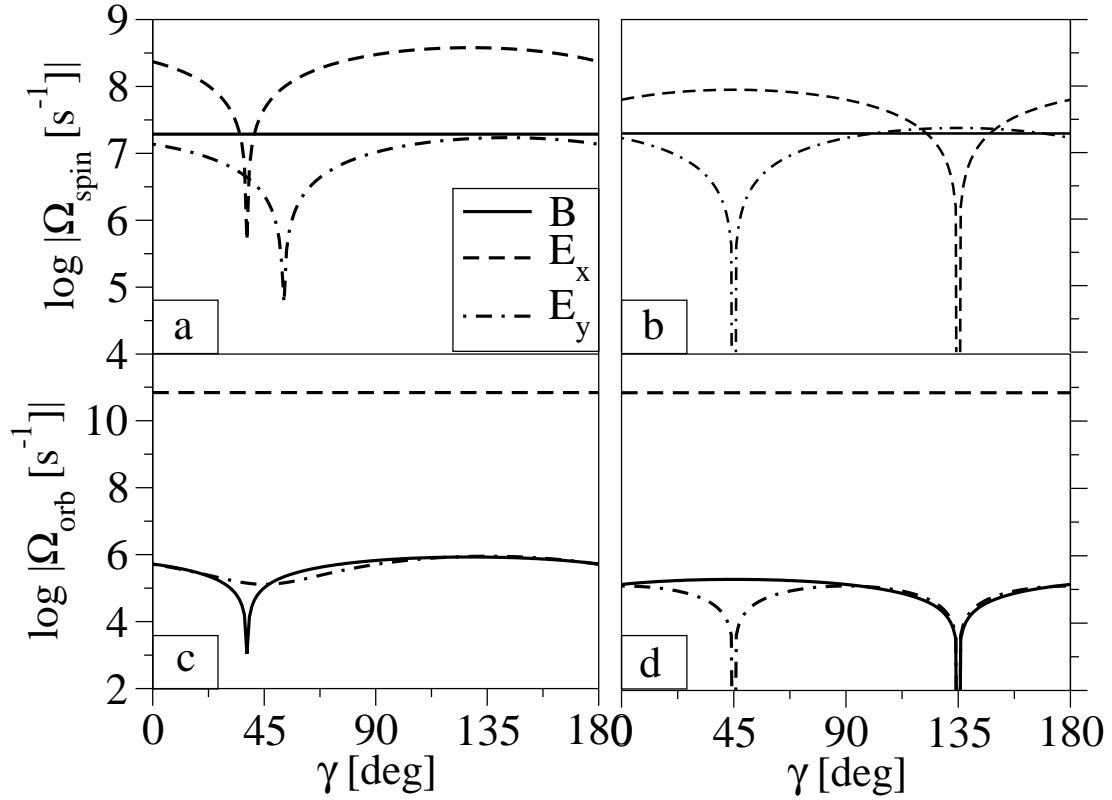 log |Ω_spin [s^-1]|
9
8
7
6
5
4
B
E_x
E_y
a
b
log |Ω_orb [s^-1]|
10
8
6
4
2
c
d
0 45 90 135 180
0 45 90 135 180
γ [deg]
γ [deg]